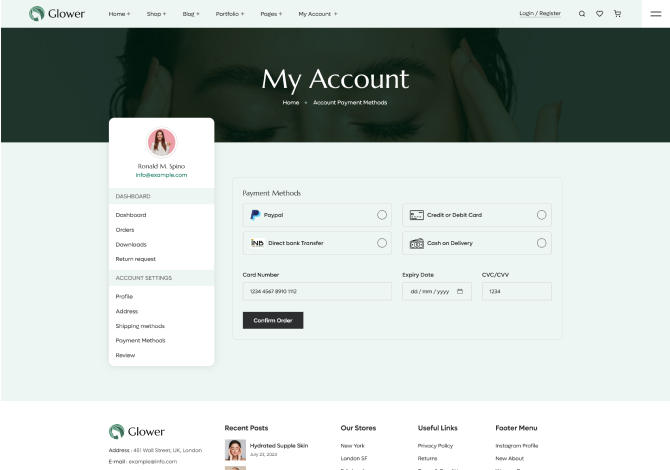 Glower
Home + Shop + Blog + Portfolio + Pages + My Account + Login / Register
My Account
Home + Account Payment Methods
Ronald M. Spino
info@example.com
DASHBOARD
Dashboard
Orders
Downloads
Return request
ACCOUNT SETTINGS
Profile
Address
Shipping methods
Payment Methods
Review
Payment Methods
Paypal
Credit or Debit Card
Direct bank Transfer
Cash on Delivery
Card Number
Expiry Date
CVC/CVV
1234 4567 8910 1112
dd / mm / yyyy
1234
Confirm Order
Glower
Address : 451 Wall Street, UK, London
E-mail : example@info.com
Recent Posts
Hydrated Supple Skin
July 23, 2023
Our Stores
New York
London SF
Useful Links
Privacy Policy
Returns
Footer Menu
Instagram Profile
New About